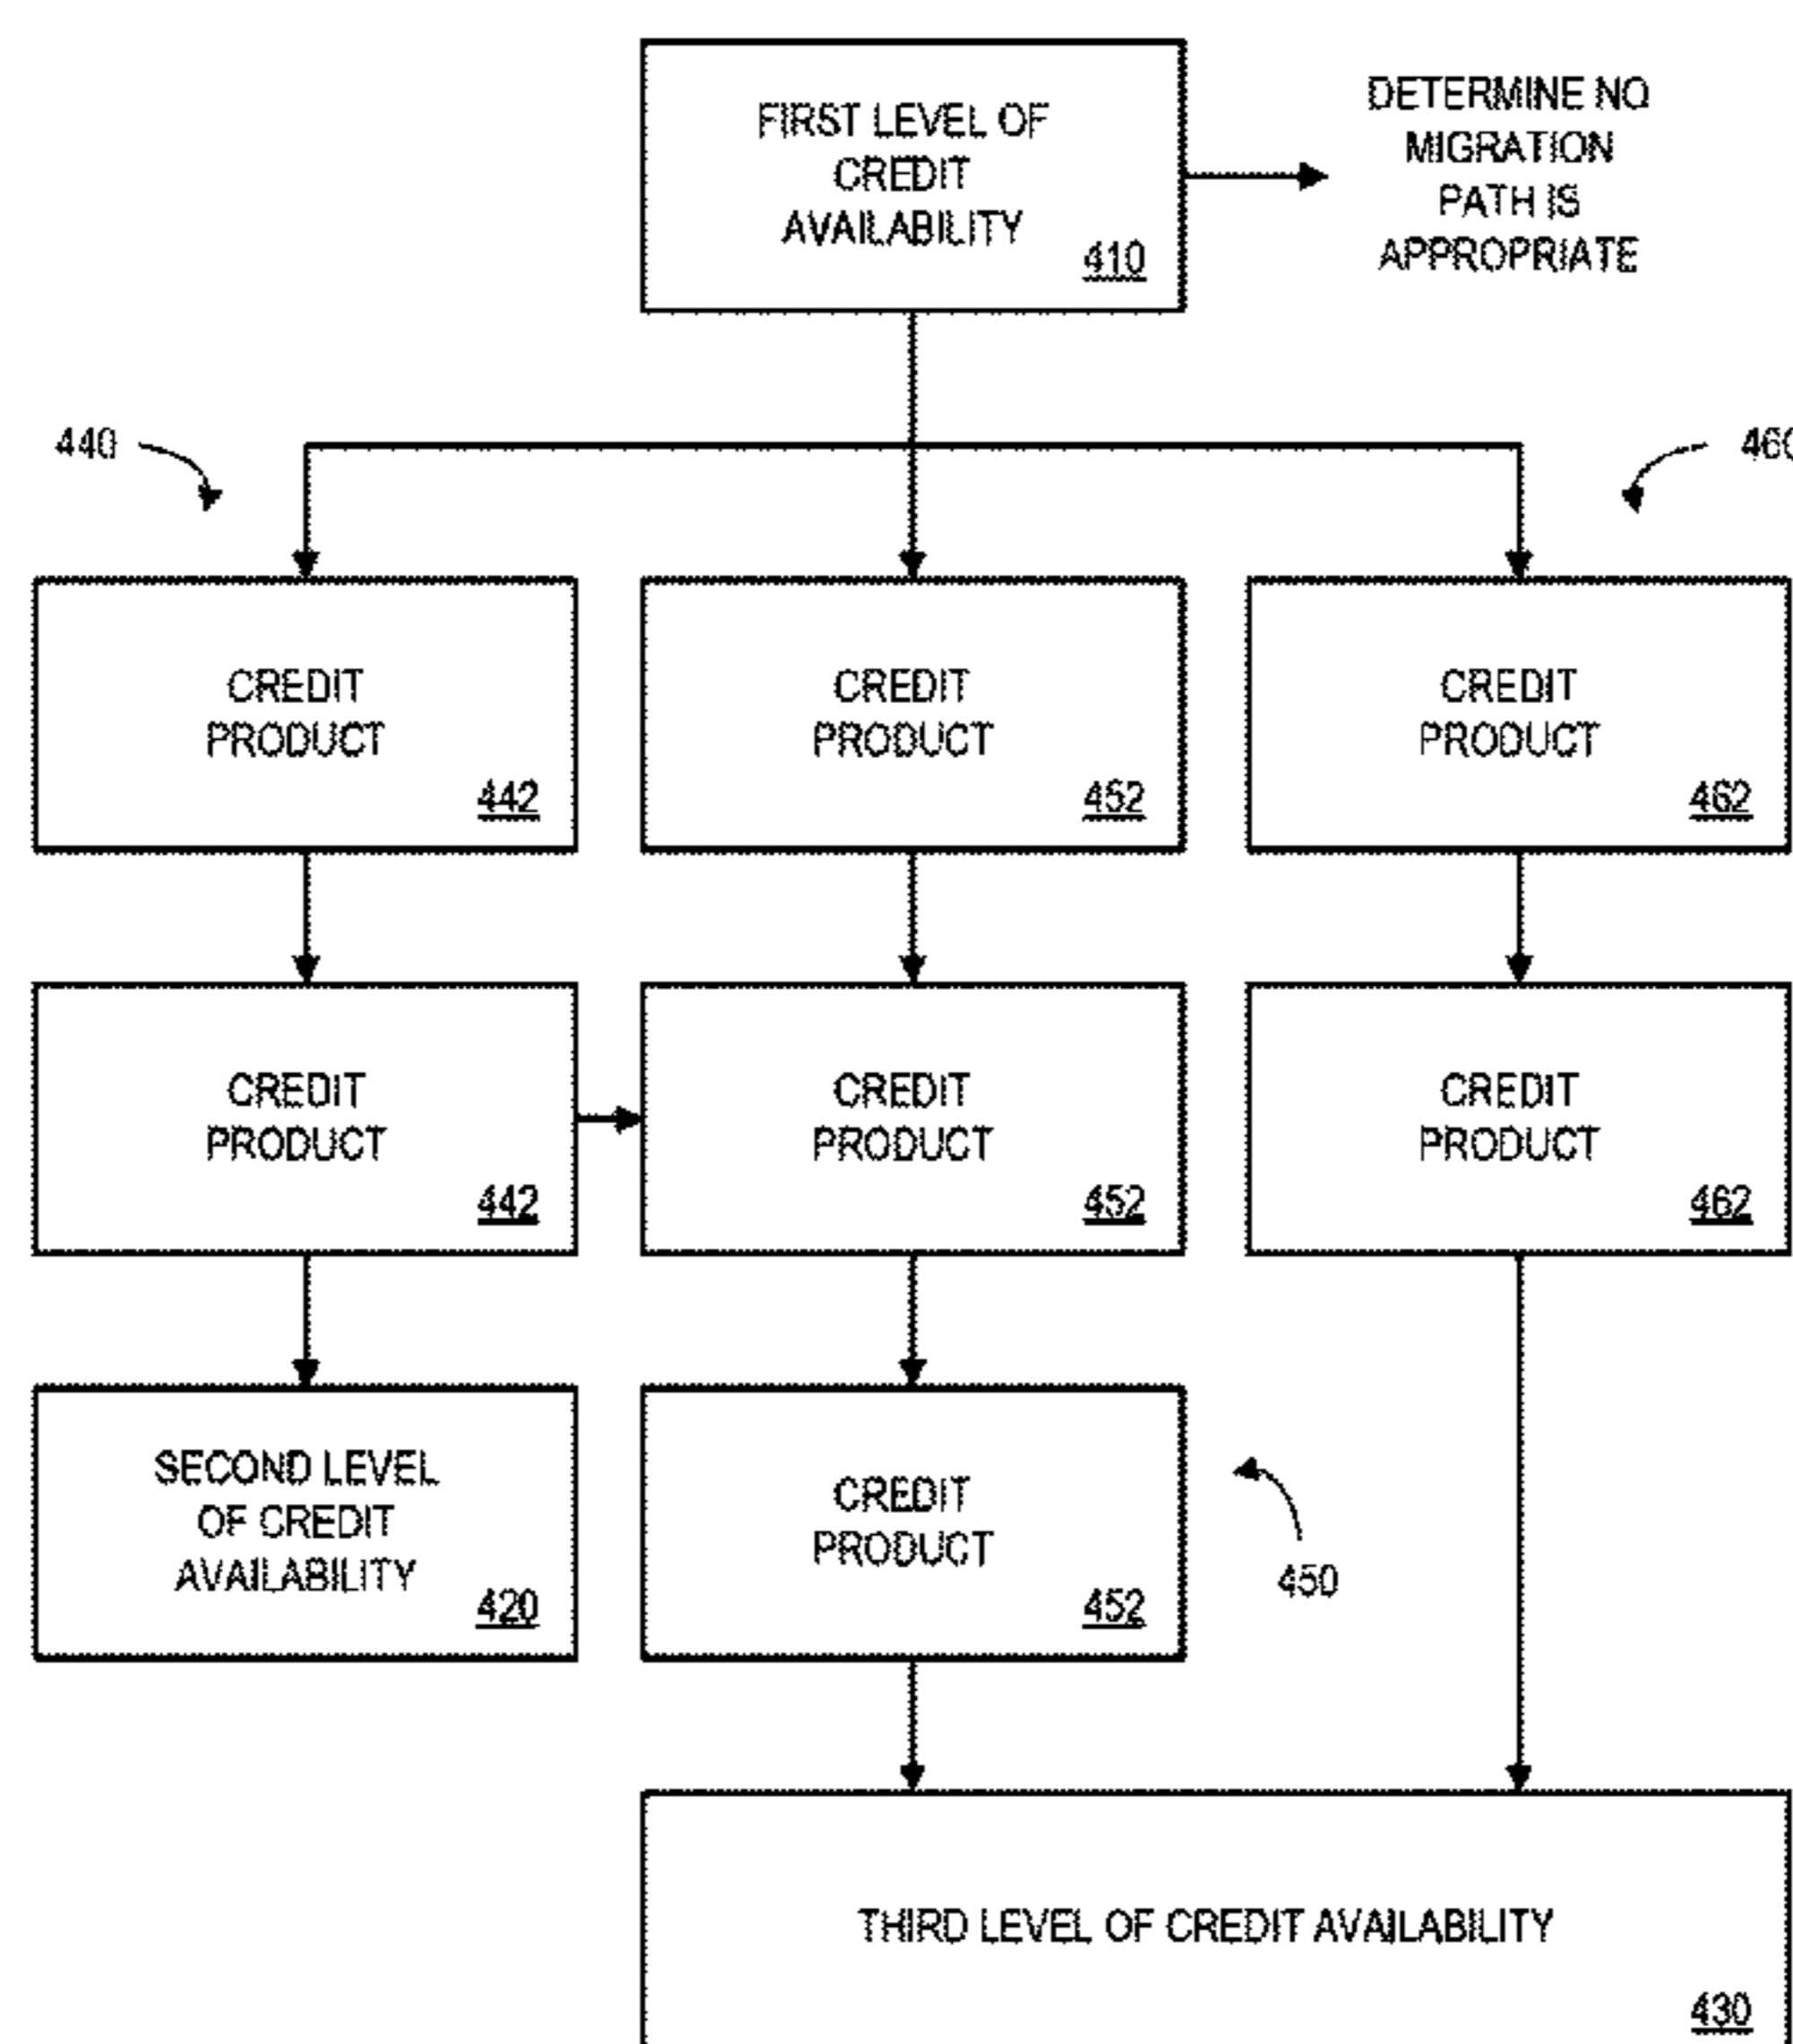 FIRST LEVEL OF
CREDIT
AVAILABILITY
410
DETERMINE NO
MIGRATION
PATH IS
APPROPRIATE
440
460
CREDIT
PRODUCT
442
CREDIT
PRODUCT
452
CREDIT
PRODUCT
462
CREDIT
PRODUCT
442
CREDIT
PRODUCT
452
CREDIT
PRODUCT
462
SECOND LEVEL
OF CREDIT
AVAILABILITY
420
CREDIT
PRODUCT
452
450
THIRD LEVEL OF CREDIT AVAILABILITY
430